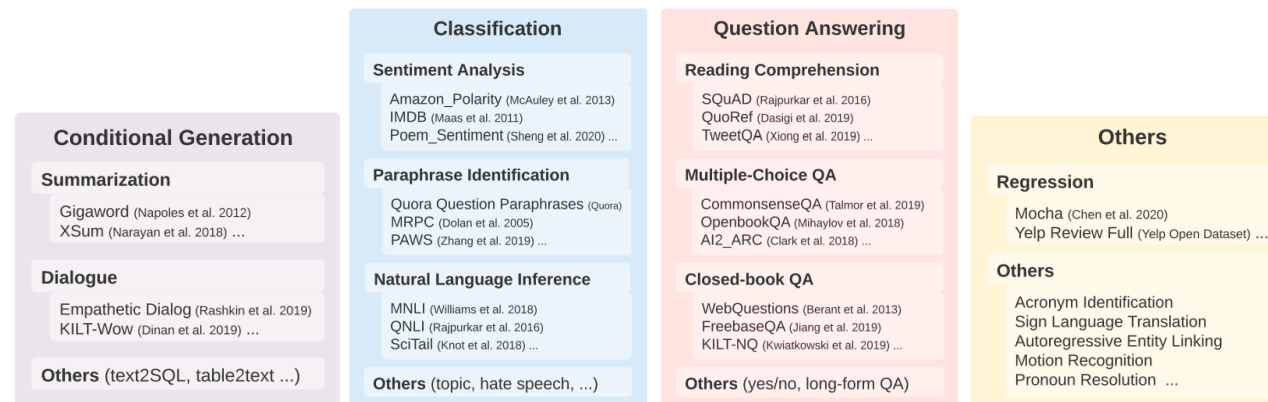 Conditional Generation
Summarization
Gigaword (Napoles et al. 2012)
XSum (Narayan et al. 2018) ...
Dialogue
Empathetic Dialog (Rashkin et al. 2019)
KILT-Wow (Dinan et al. 2019) ...
Others (text2SQL, table2text ...)
Classification
Sentiment Analysis
Amazon_Polarity (McAuley et al. 2013)
IMDB (Maas et al. 2011)
Poem_Sentiment (Sheng et al. 2020) ...
Paraphrase Identification
Quora Question Paraphrases (Quora)
MRPC (Dolan et al. 2005)
PAWS (Zhang et al. 2019) ...
Natural Language Inference
MNLI (Williams et al. 2018)
QNLI (Rajpurkar et al. 2016)
SciTail (Knot et al. 2018) ...
Others (topic, hate speech, ...)
Question Answering
Reading Comprehension
SQuAD (Rajpurkar et al. 2016)
QuoRef (Dasigi et al. 2019)
TweetQA (Xiong et al. 2019) ...
Multiple-Choice QA
CommonsenseQA (Talmor et al. 2019)
OpenbookQA (Mihaylov et al. 2018)
AI2_ARC (Clark et al. 2018) ...
Closed-book QA
WebQuestions (Berant et al. 2013)
FreebaseQA (Jiang et al. 2019)
KILT-NQ (Kwiatkowski et al. 2019) ...
Others (yes/no, long-form QA)
Others
Regression
Mocha (Chen et al. 2020)
Yelp Review Full (Yelp Open Dataset) ...
Others
Acronym Identification
Sign Language Translation
Autoregressive Entity Linking
Motion Recognition
Pronoun Resolution ...